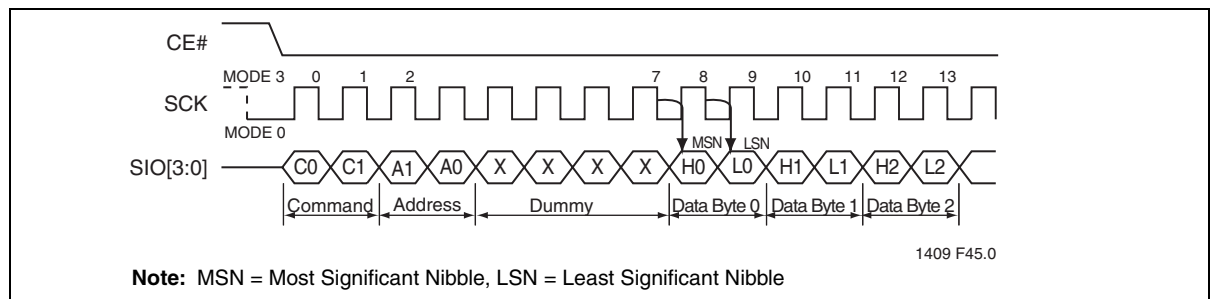 CE#
MODE 3 0 1 2 7 8 9 10 11 12 13
SCK
MODE 0
MSN LSN
SIO[3:0] C0 C1 A1 A0 X X X X H0 L0 H1 L1 H2 L2
Command Address Dummy Data Byte 0 Data Byte 1 Data Byte 2
1409 F45.0
Note: MSN = Most Significant Nibble, LSN = Least Significant Nibble